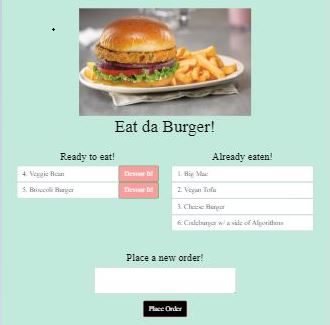 Eat da Burger!
Ready to eat!
4. Veggie Bean
Devour It!
5. Broccoli Burger
Devour It!
Already eaten!
1. Big Mac
2. Vegan Tofu
3. Cheese Burger
6. Codeburger w/ a side of Algorithms
Place a new order!
Place Order